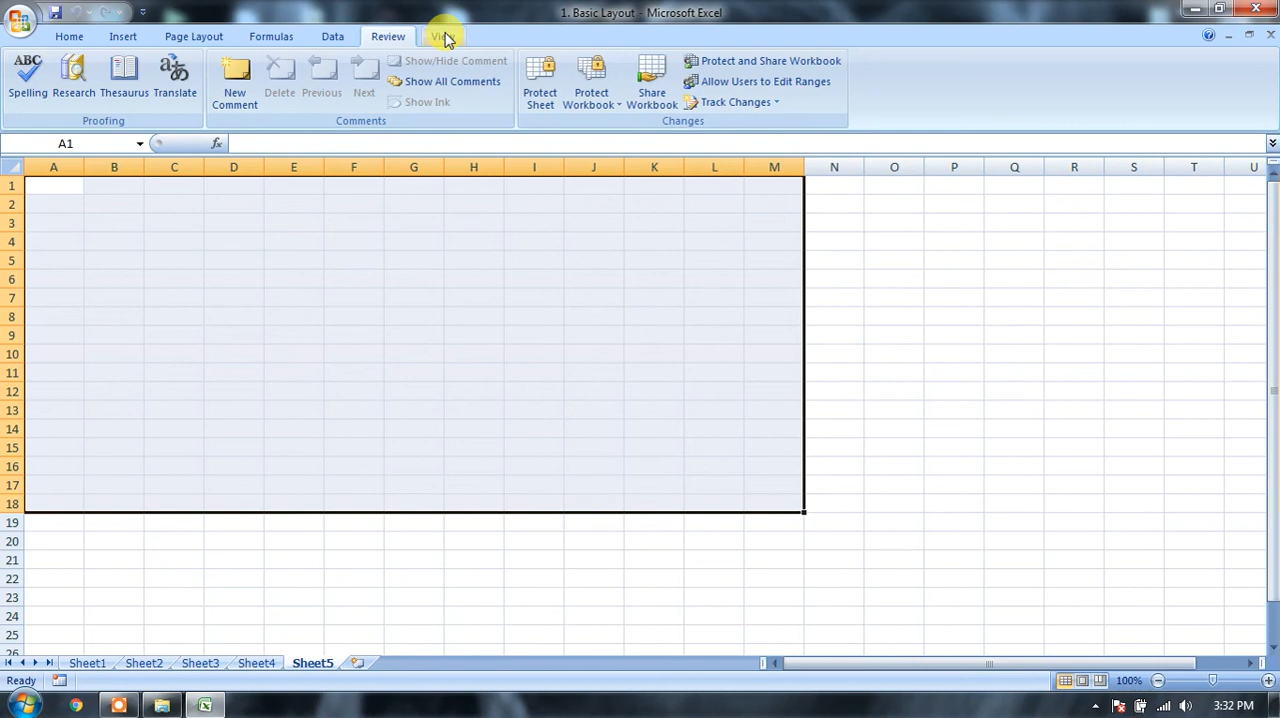 1. Basic Layout - Microsoft Excel
Home Insert Page Layout Formulas Data Review View
ABC Spelling Research Thesaurus Translate
Proofing
New Comment Delete Previous Next
Show/Hide Comment
Show All Comments
Show Ink
Comments
Protect Sheet Protect Workbook Share Workbook
Protect and Share Workbook
Allow Users to Edit Ranges
Track Changes
Changes
A1 fx
A B C D E F G H I J K L M N O P Q R S T U
1
2
3
4
5
6
7
8
9
10
11
12
13
14
15
16
17
18
19
20
21
22
23
24
25
26
Sheet1 Sheet2 Sheet3 Sheet4 Sheet5
Ready 100%
3:32 PM